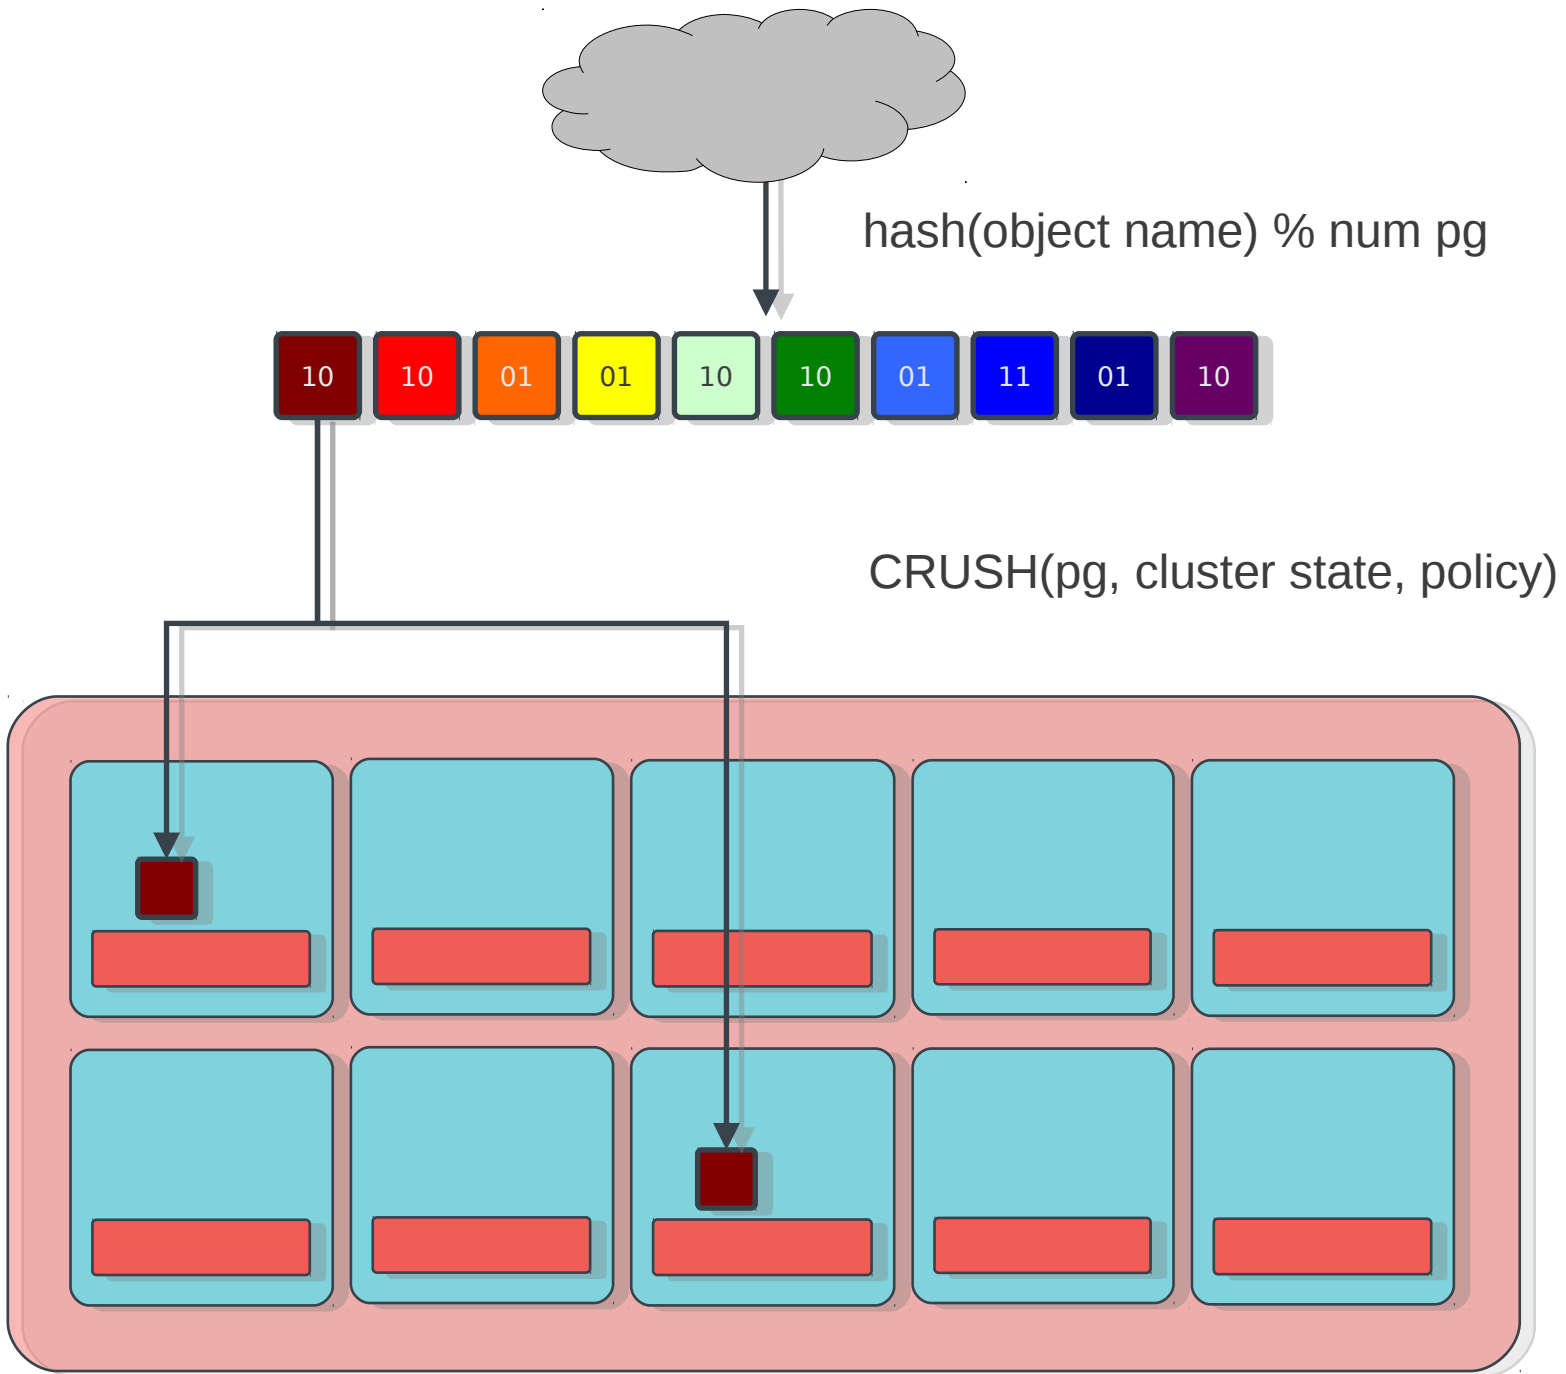 hash(object name) % num pg
10 10 01 01 10 10 01 11 01 10
CRUSH(pg, cluster state, policy)